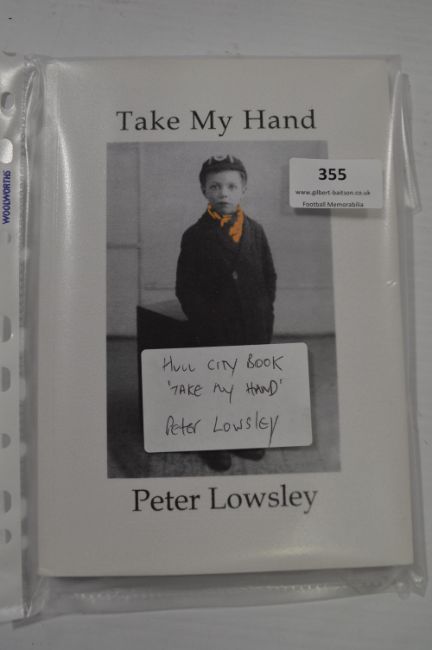 Take My Hand
355
www.gilbert-baitson.co.uk
Football Memorabilia
WOOLWORTHS
HULL CITY BOOK
'TAKE MY HAND'
Peter LOWSLEY
Peter Lowsley